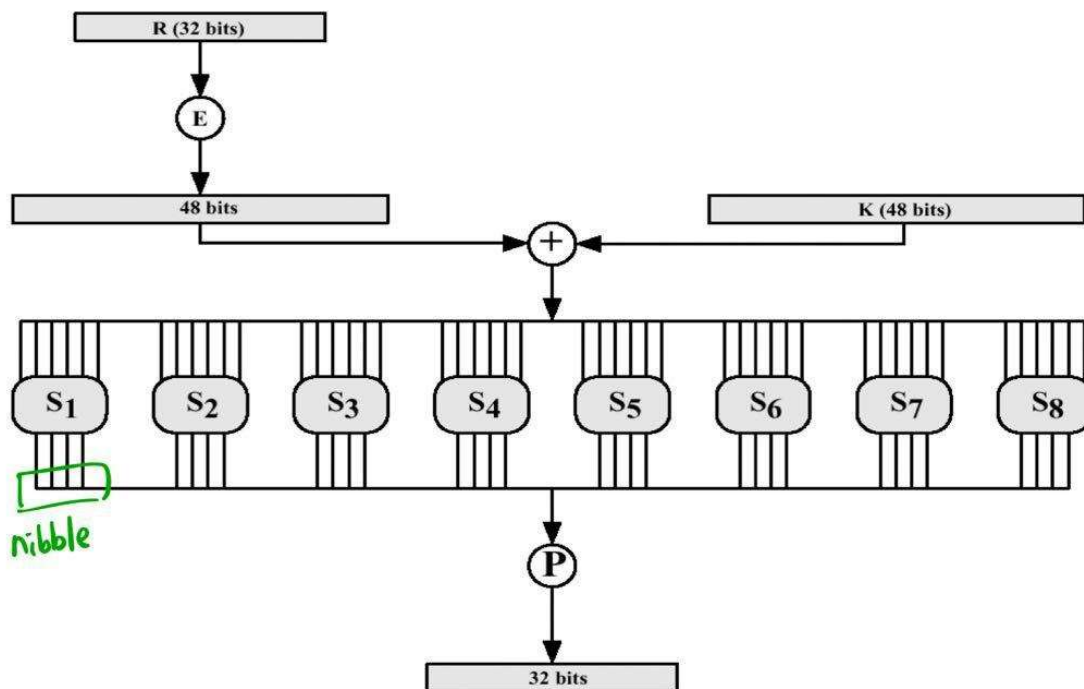 R (32 bits)
E
48 bits
K (48 bits)
+
S1 S2 S3 S4 S5 S6 S7 S8
nibble
P
32 bits